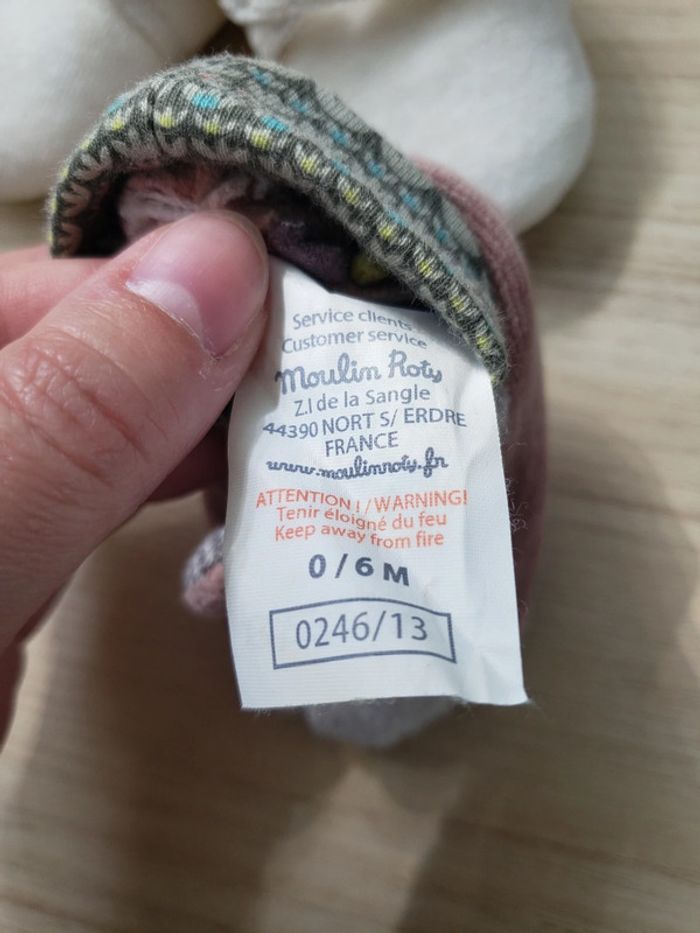 Service clients
Customer service
Moulin Roty
Z.I de la Sangle
44390 NORT S/ ERDRE
FRANCE
www.moulinroty.fr
ATTENTION ! / WARNING!
Tenir éloigné du feu
Keep away from fire
0 / 6 M
0246/13